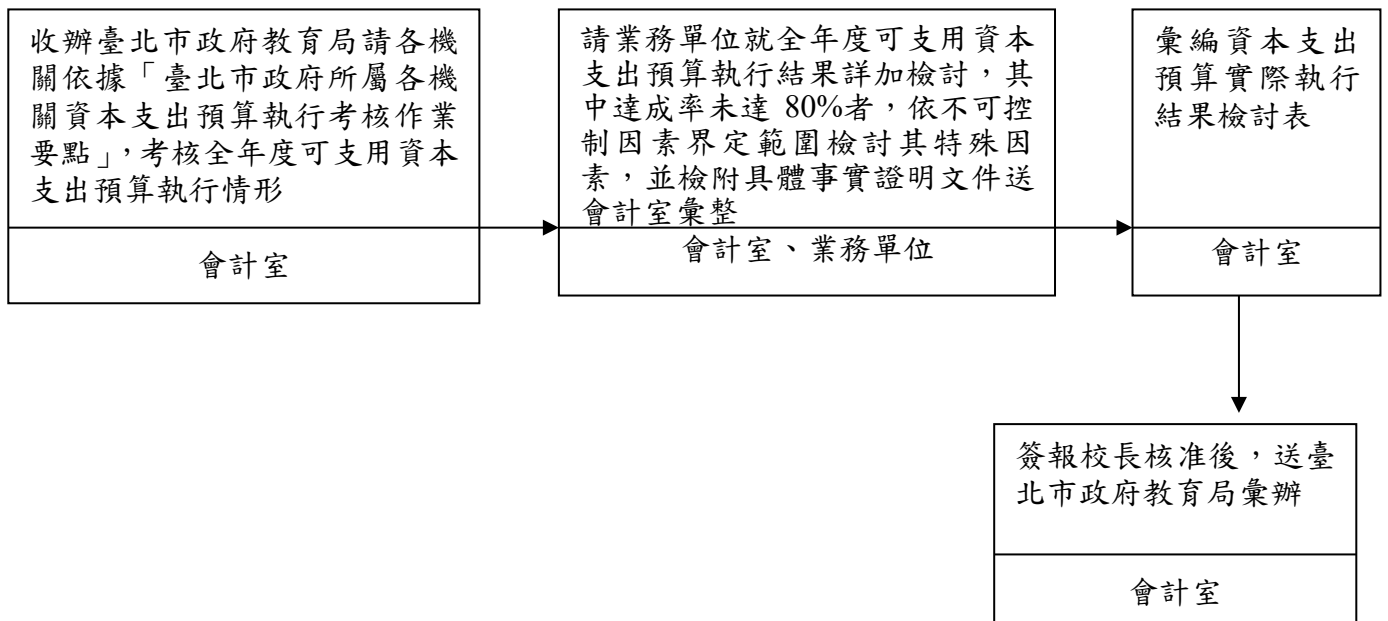 收辦臺北市政府教育局請各機
關依據「臺北市政府所屬各機
關資本支出預算執行考核作業
要點」，考核全年度可支用資本
支出預算執行情形
會計室
請業務單位就全年度可支用資本
支出預算執行結果詳加檢討，其
中達成率未達 80%者，依不可控
制因素界定範圍檢討其特殊因
素，並檢附具體事實證明文件送
會計室彙整
會計室、業務單位
彙編資本支出
預算實際執行
結果檢討表
會計室
簽報校長核准後，送臺
北市政府教育局彙辦
會計室